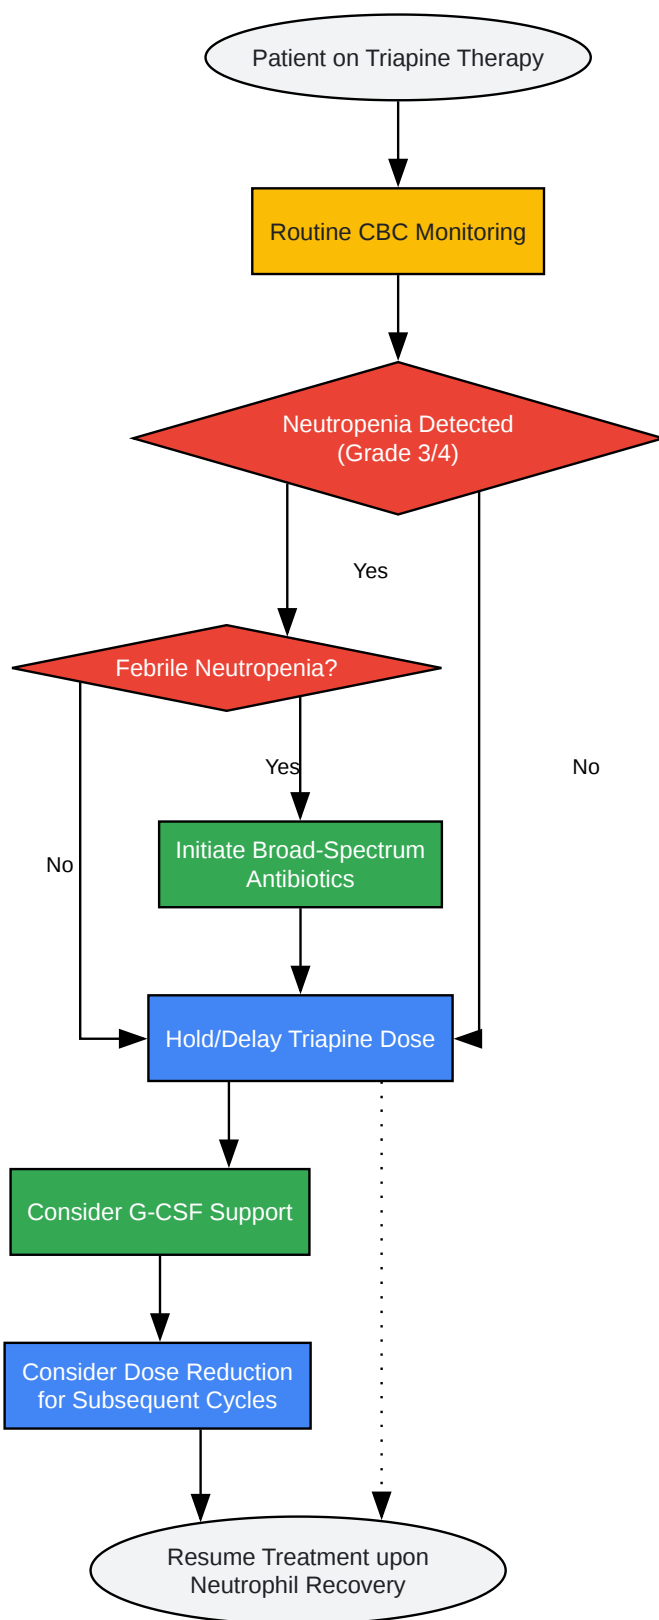 Patient on Triapine Therapy
Routine CBC Monitoring
Neutropenia Detected
(Grade 3/4)
Yes
Febrile Neutropenia?
Yes
No
Initiate Broad-Spectrum
Antibiotics
No
Hold/Delay Triapine Dose
Consider G-CSF Support
Consider Dose Reduction
for Subsequent Cycles
Resume Treatment upon
Neutrophil Recovery